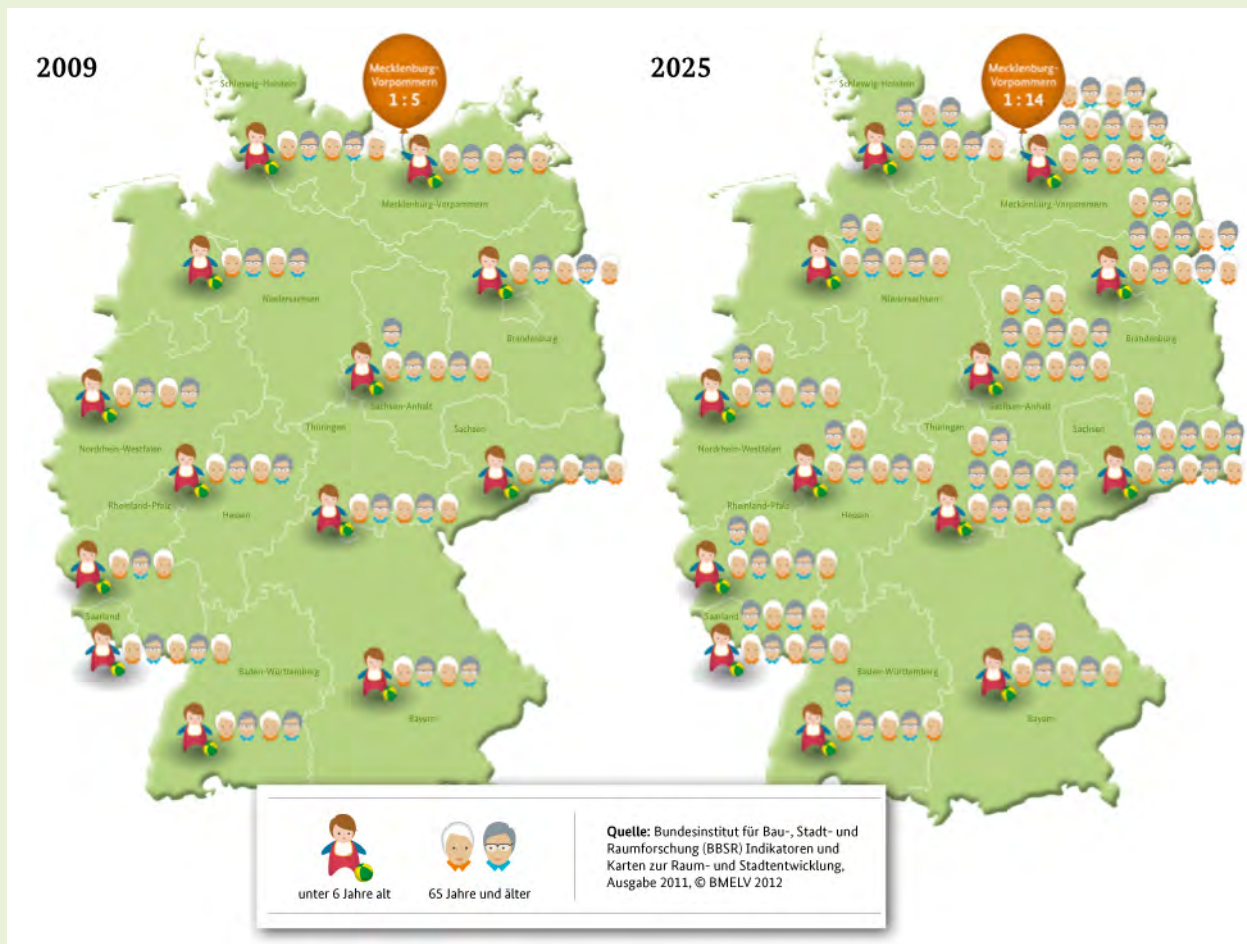 2009
Mecklenburg-
Vorpommern
1 : 5
Schleswig-Holstein
Mecklenburg-Vorpommern
Niedersachsen
Brandenburg
Sachsen-Anhalt
Nordrhein-Westfalen
Thüringen
Sachsen
Rheinland-Pfalz
Hessen
Saarland
Baden-Württemberg
Bayern
2025
Mecklenburg-
Vorpommern
1 : 14
Schleswig-Holstein
Mecklenburg-Vorpommern
Niedersachsen
Brandenburg
Sachsen-Anhalt
Nordrhein-Westfalen
Thüringen
Sachsen
Rheinland-Pfalz
Hessen
Saarland
Baden-Württemberg
Bayern
unter 6 Jahre alt
65 Jahre und älter
Quelle: Bundesinstitut für Bau-, Stadt- und
Raumforschung (BBSR) Indikatoren und
Karten zur Raum- und Stadtentwicklung,
Ausgabe 2011, © BMELV 2012